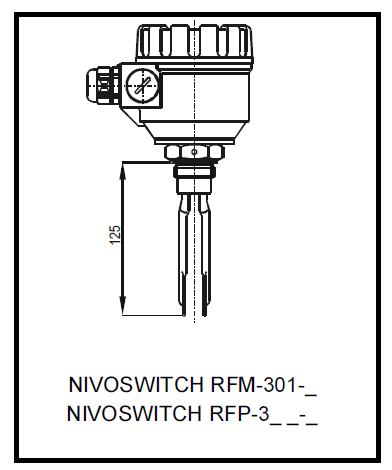 125
NIVOSWITCH RFM-301-_
NIVOSWITCH RFP-3_ _-_